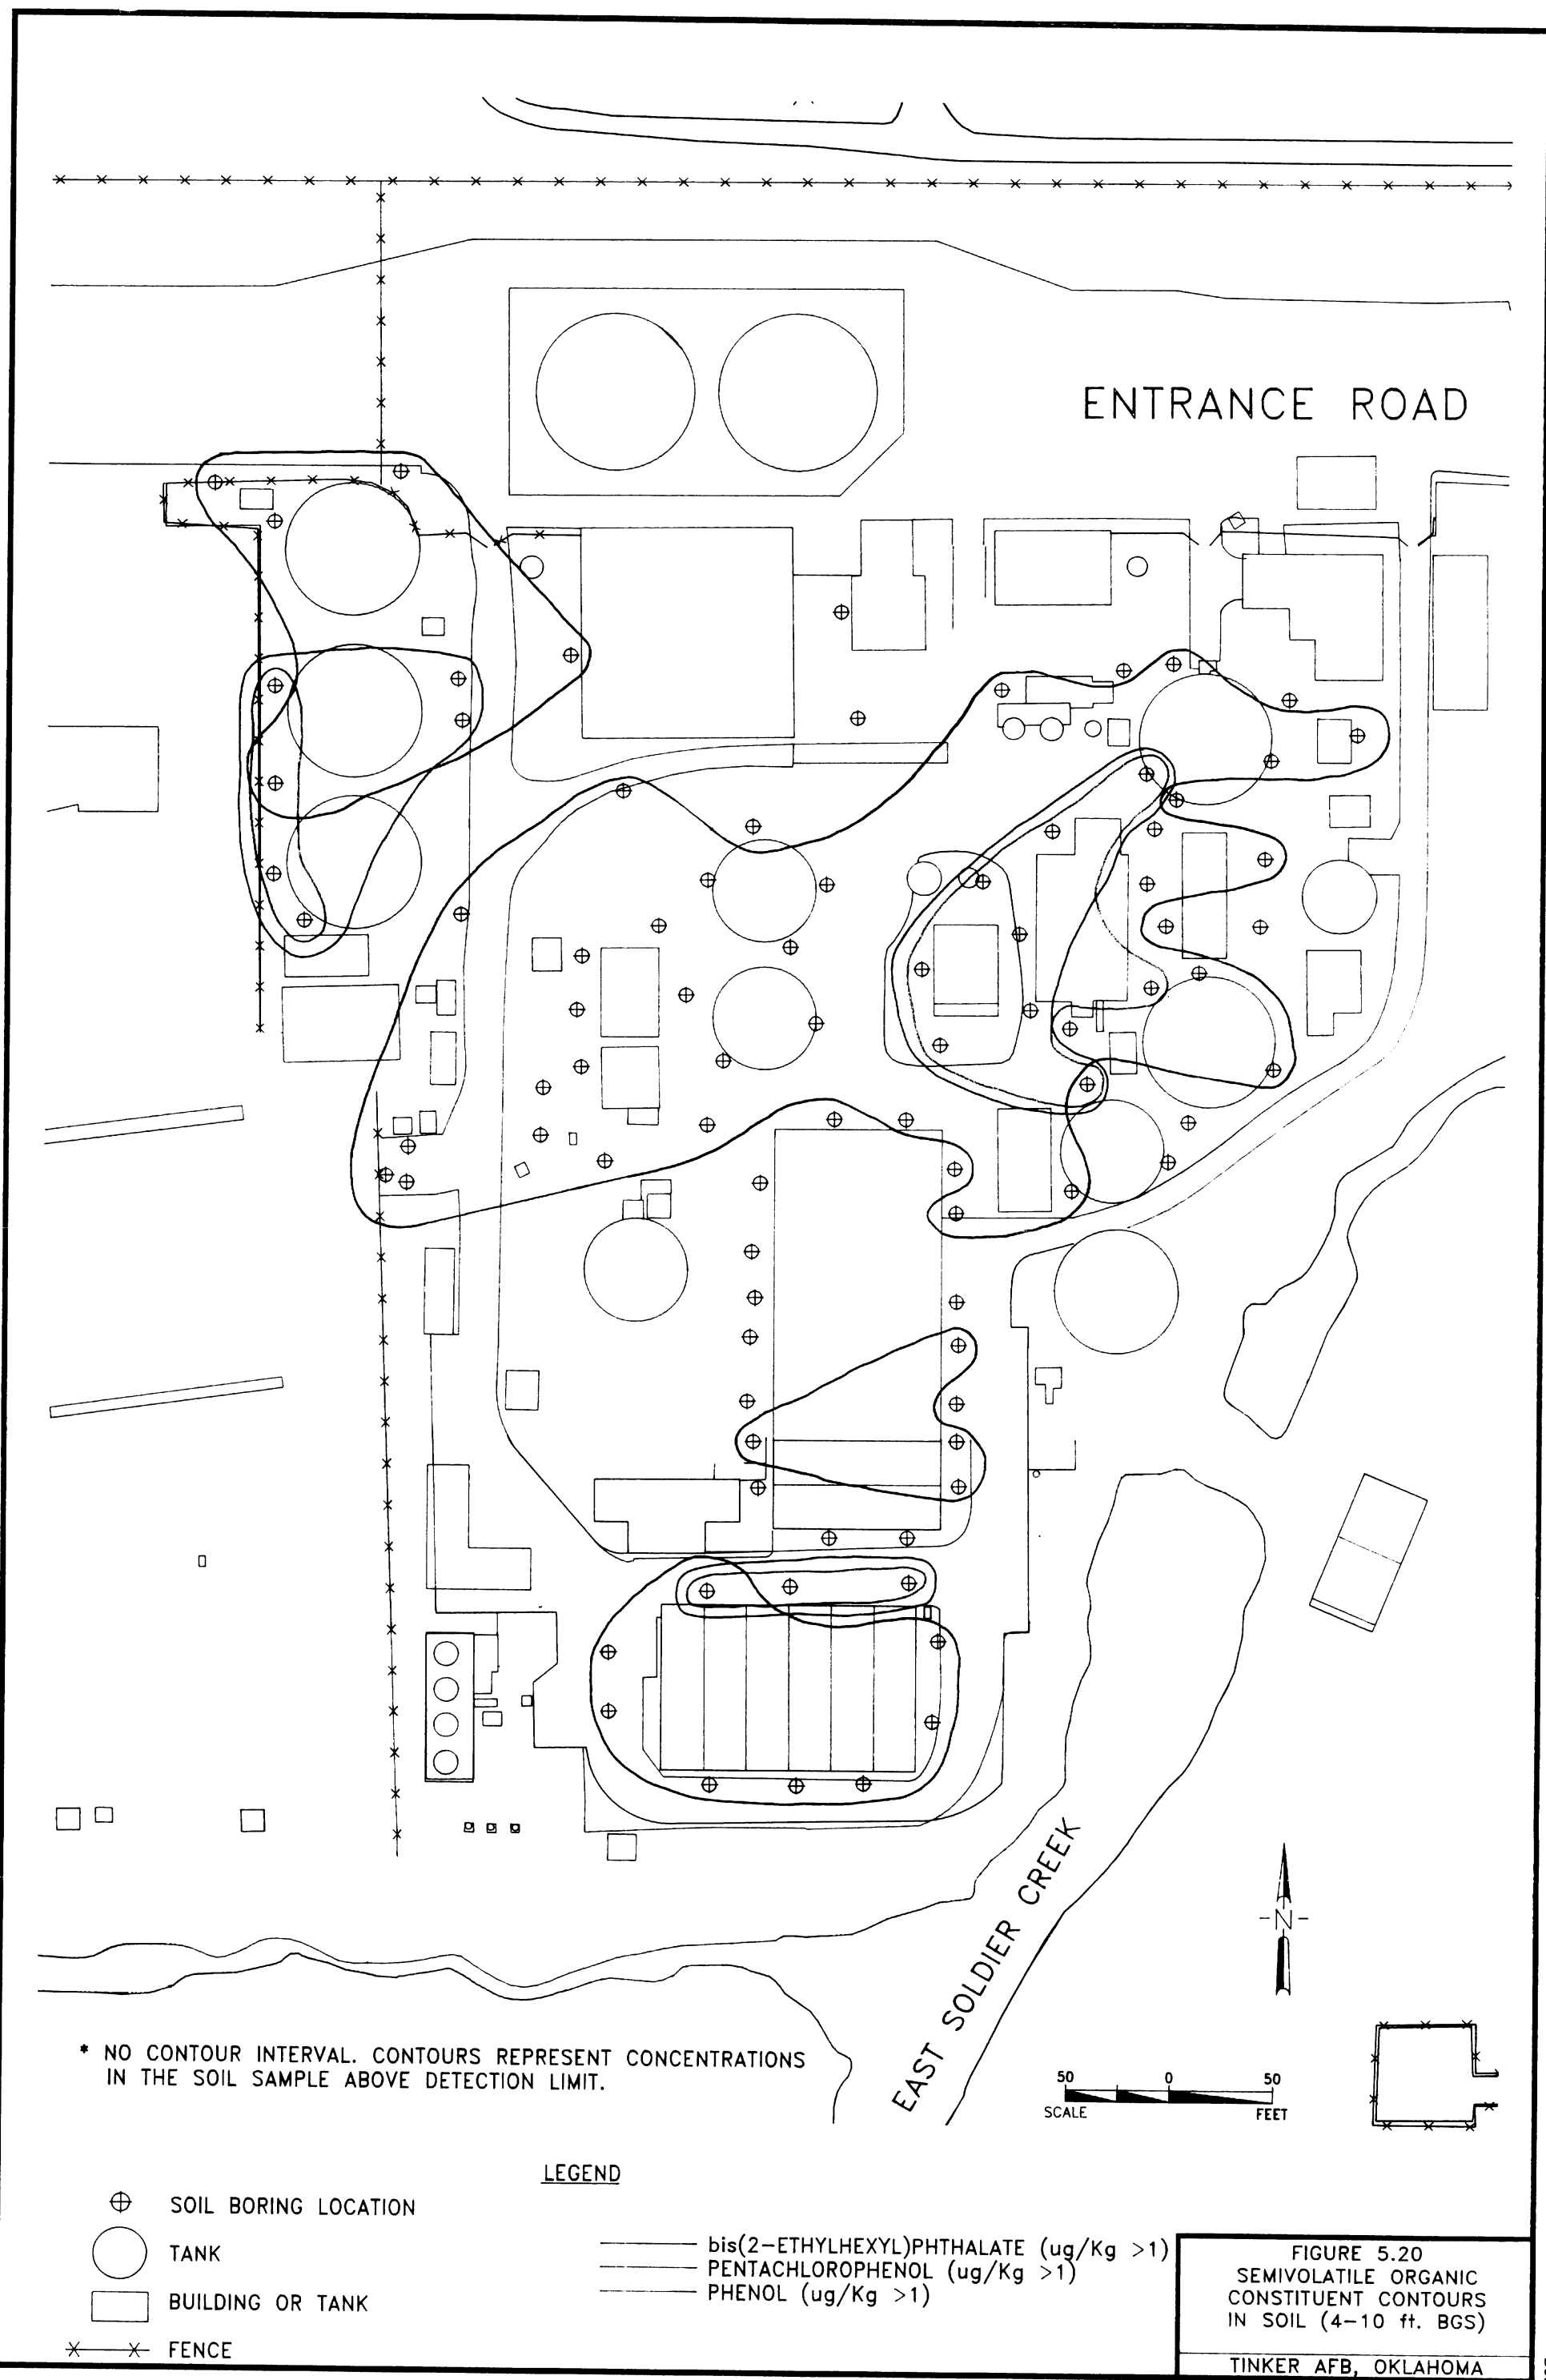 ENTRANCE ROAD
EAST SOLDIER CREEK
-N-
* NO CONTOUR INTERVAL. CONTOURS REPRESENT CONCENTRATIONS
IN THE SOIL SAMPLE ABOVE DETECTION LIMIT.
50 0 50
SCALE FEET
LEGEND
SOIL BORING LOCATION
TANK
BUILDING OR TANK
FENCE
bis(2-ETHYLHEXYL)PHTHALATE (ug/Kg >1)
PENTACHLOROPHENOL (ug/Kg >1)
PHENOL (ug/Kg >1)
FIGURE 5.20
SEMIVOLATILE ORGANIC
CONSTITUENT CONTOURS
IN SOIL (4-10 ft. BGS)
TINKER AFB, OKLAHOMA